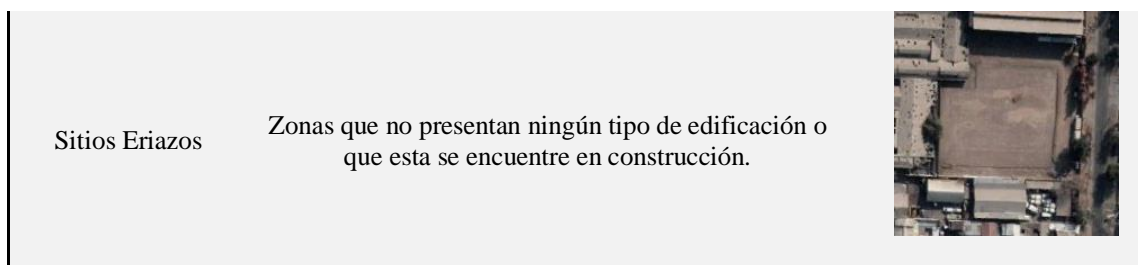 Sitios Eriazos
Zonas que no presentan ningún tipo de edificación o
que esta se encuentre en construcción.